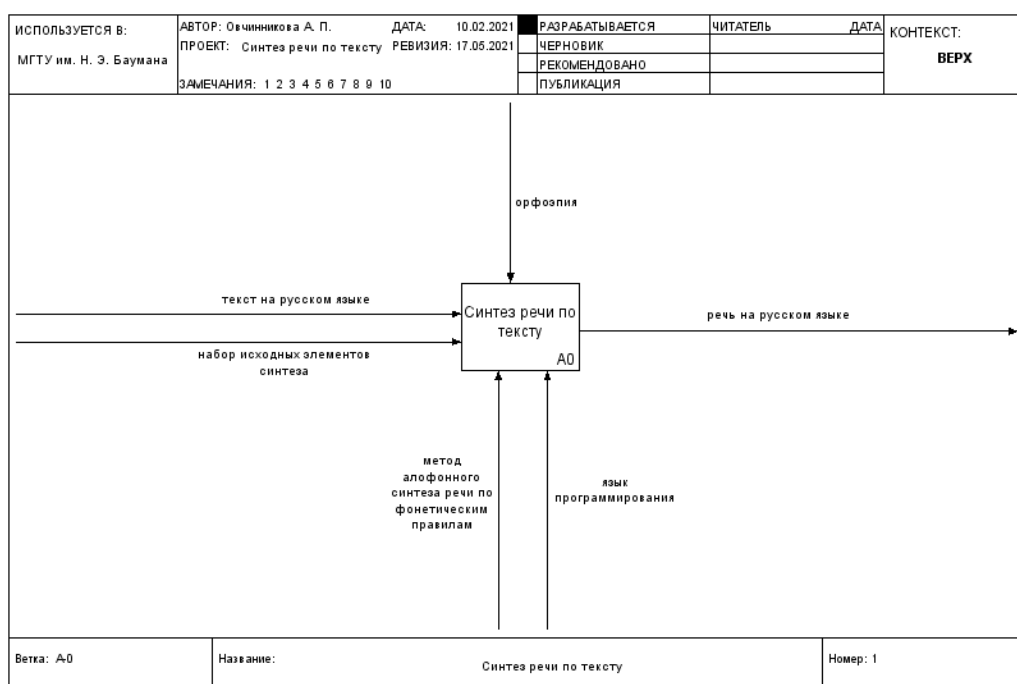 ИСПОЛЬЗУЕТСЯ В:
МГТУ им. Н. Э. Баумана
АВТОР: Овчинникова А. П.
ДАТА: 10.02.2021
ПРОЕКТ: Синтез речи по тексту
РЕВИЗИЯ: 17.05.2021
ЗАМЕЧАНИЯ: 1 2 3 4 5 6 7 8 9 10
РАЗРАБАТЫВАЕТСЯ
ЧЕРНОВИК
РЕКОМЕНДОВАНО
ПУБЛИКАЦИЯ
ЧИТАТЕЛЬ
ДАТА
КОНТЕКСТ:
ВЕРХ
орфоэпия
текст на русском языке
набор исходных элементов
синтеза
Синтез речи по
тексту
A0
речь на русском языке
метод
алофонного
синтеза речи по
фонетическим
правилам
язык
программирования
Ветка: A-0
Название:
Синтез речи по тексту
Номер: 1